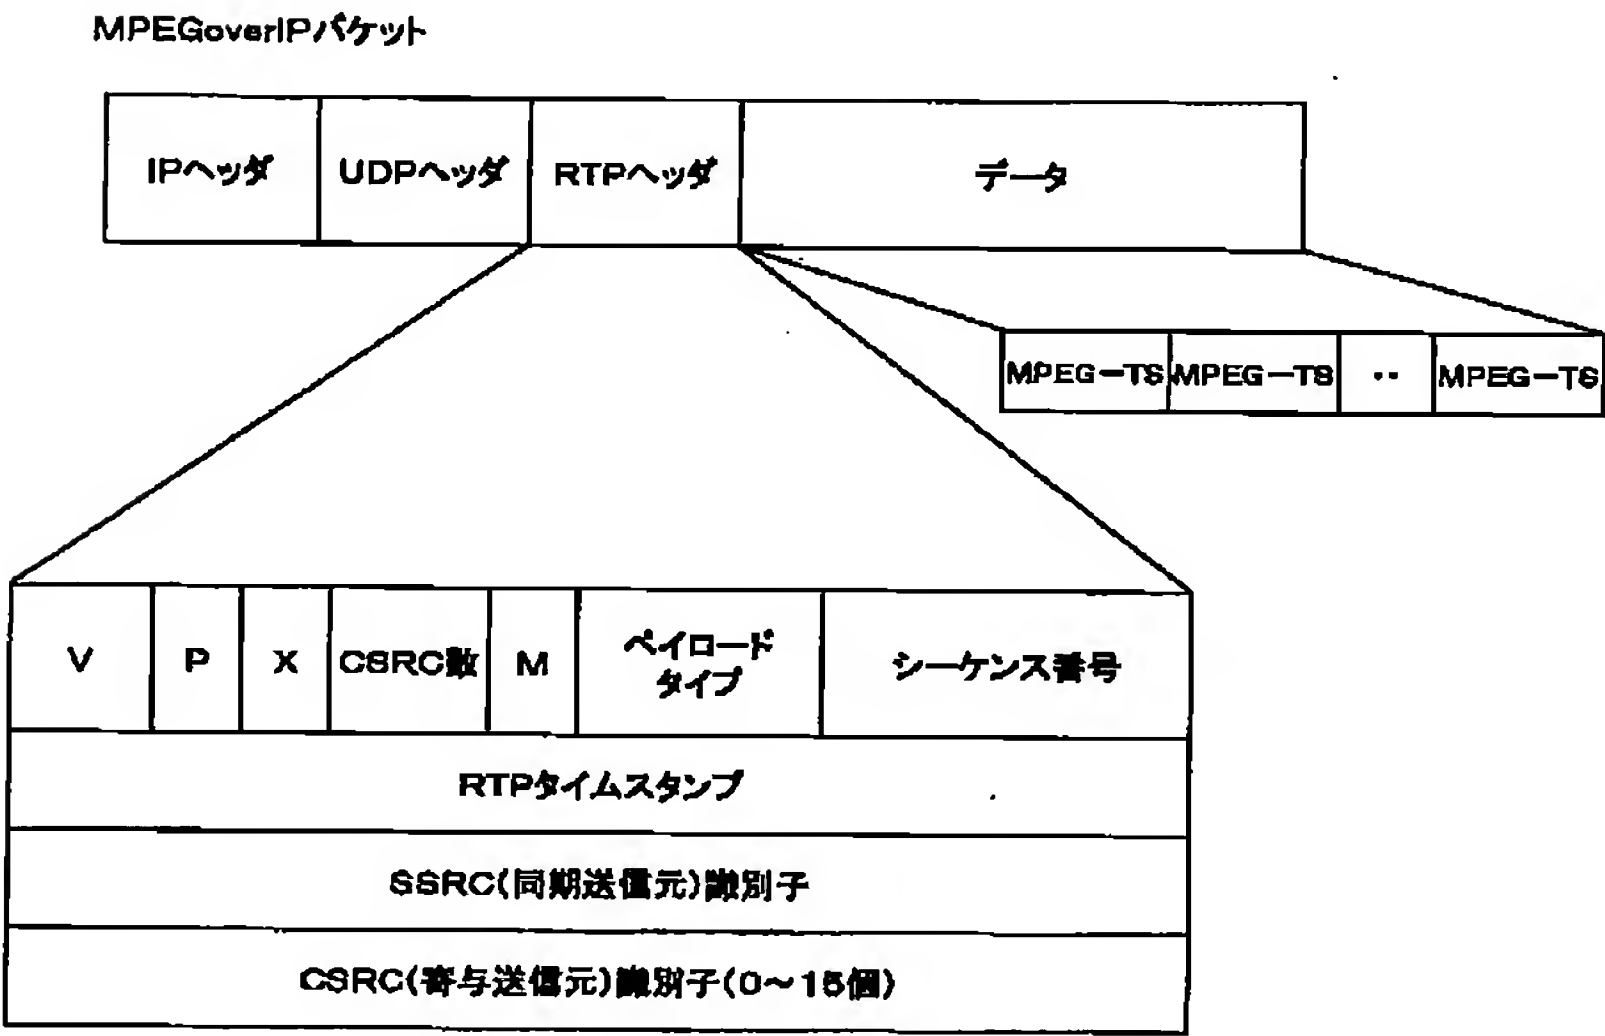 MPEGoverIPパケット
IPヘッダ
UDPヘッダ
RTPヘッダ
データ
MPEG-TS
MPEG-TS
‥
MPEG-TS
V
P
X
CSRC数
M
ペイロード
タイプ
シーケンス番号
RTPタイムスタンプ
SSRC(同期送信元)識別子
CSRC(寄与送信元)識別子(0～15個)